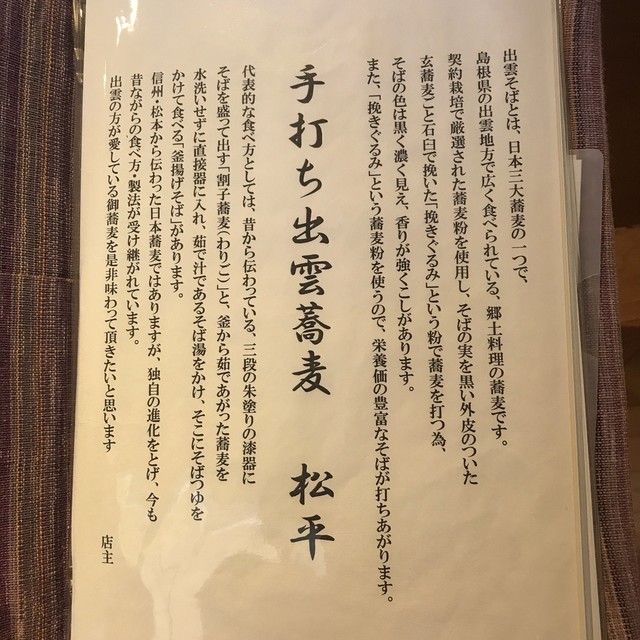 出雲そばとは、日本三大蕎麦の一つで、
島根県の出雲地方で広く食べられている、郷土料理の蕎麦です。
契約栽培で厳選された蕎麦粉を使用し、そばの実を黒い外皮のついた
玄蕎麦ごと石臼で挽いた「挽きぐるみ」という粉で蕎麦を打つ為、
そばの色は黒く濃く見え、香りが強くこしがあります。
また、「挽きぐるみ」という蕎麦粉を使うので、栄養価の豊富なそばが打ちあがります。
手打ち出雲蕎麦 松平
代表的な食べ方としては、昔から伝わっている、三段の朱塗りの漆器に
そばを盛って出す「割子蕎麦（わりこ）」と、釜から茹であがった蕎麦を
水洗いせずに直接器に入れ、茹で汁であるそば湯をかけ、そこにそばつゆを
かけて食べる「釜揚げそば」があります。
信州・松本から伝わった日本蕎麦ではありますが、独自の進化をとげ、今も
昔ながらの食べ方・製法が受け継がれています。
出雲の方が愛している御蕎麦を是非味わって頂きたいと思います
店主